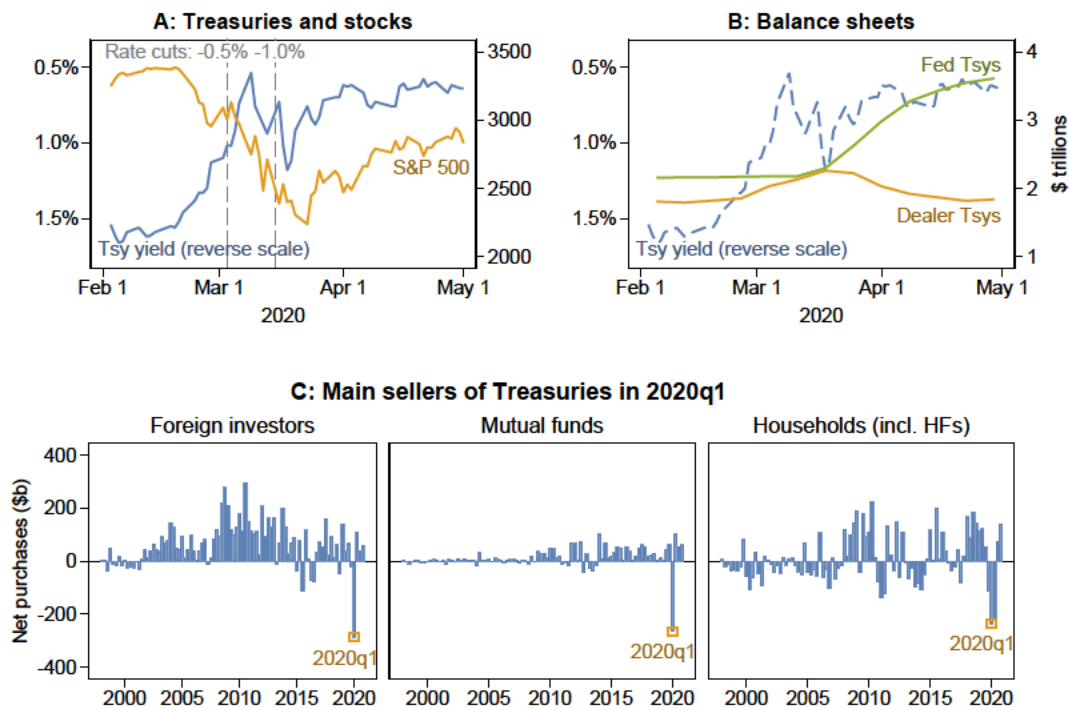 A: Treasuries and stocks
Rate cuts: -0.5% -1.0%
0.5%
1.0%
1.5%
3500
3000
2500
2000
S&P 500
Tsy yield (reverse scale)
Feb 1 Mar 1 Apr 1 May 1
2020
B: Balance sheets
0.5%
1.0%
1.5%
4
3
2
1
$ trillions
Fed Tsys
Dealer Tsys
Tsy yield (reverse scale)
Feb 1 Mar 1 Apr 1 May 1
2020
C: Main sellers of Treasuries in 2020q1
Foreign investors Mutual funds Households (incl. HFs)
Net purchases ($b)
400
200
0
-200
-400
2020q1 2020q1 2020q1
2000 2005 2010 2015 2020 2000 2005 2010 2015 2020 2000 2005 2010 2015 2020